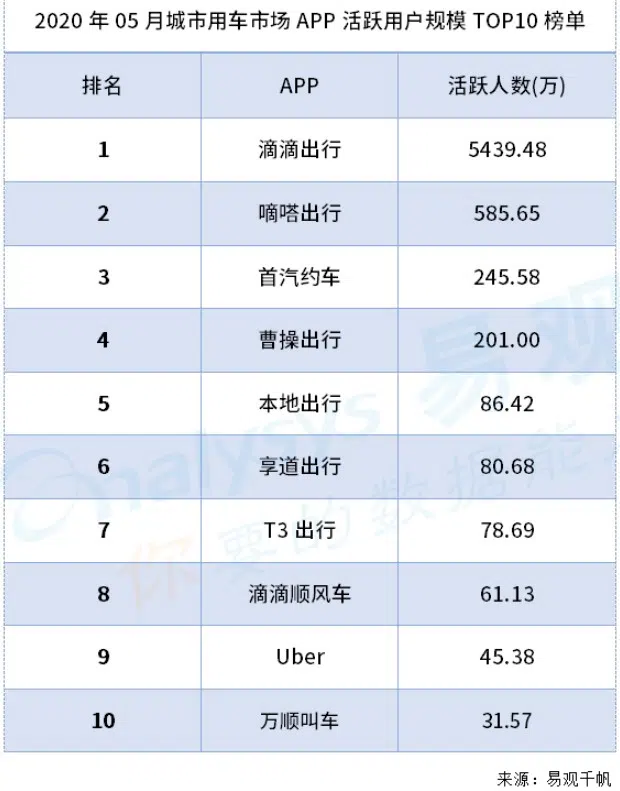 2020 年 05 月城市用车市场 APP 活跃用户规模 TOP10 榜单
排名 APP 活跃人数(万)
1 滴滴出行 5439.48
2 嘀嗒出行 585.65
3 首汽约车 245.58
4 曹操出行 201.00
5 本地出行 86.42
6 享道出行 80.68
7 T3 出行 78.69
8 滴滴顺风车 61.13
9 Uber 45.38
10 万顺叫车 31.57
nalysys 易观
你要的数据能
来源：易观千帆